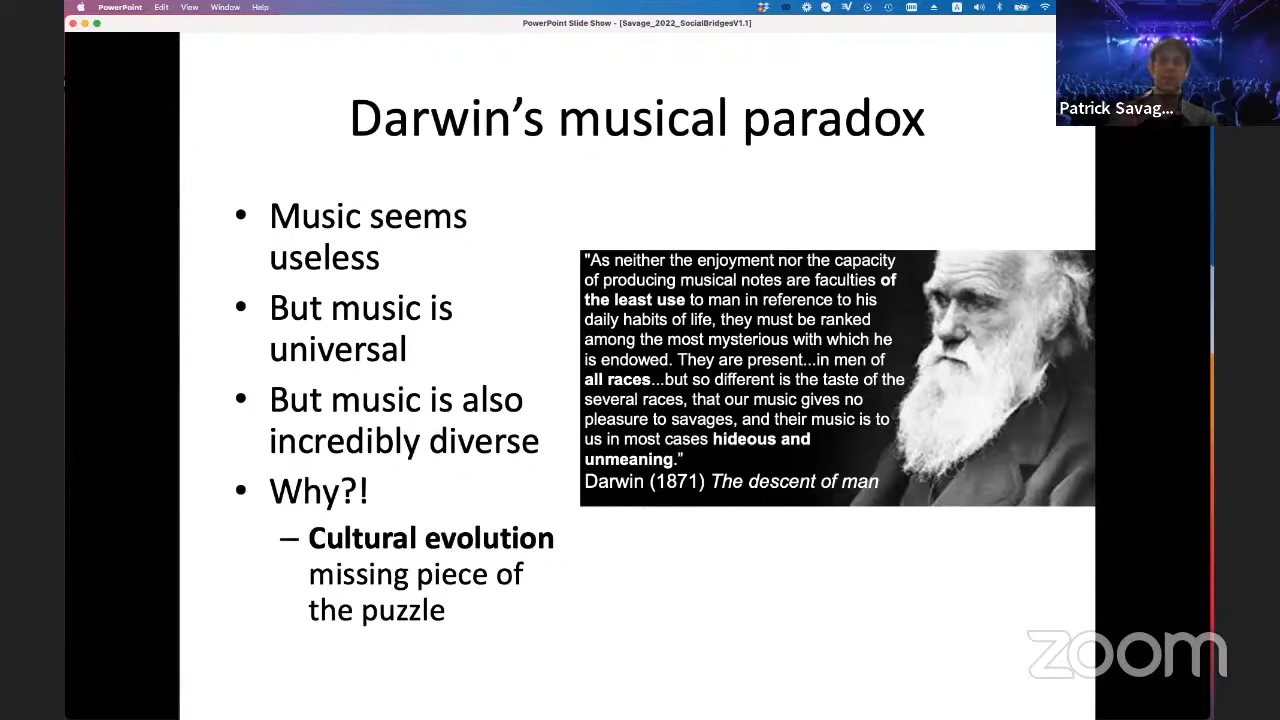 PowerPoint Edit View Window Help
PowerPoint Slide Show - [Savage_2022_SocialBridgesV1.1]
Patrick Savag...
Darwin's musical paradox
• Music seems
useless
• But music is
universal
• But music is also
incredibly diverse
• Why?!
– Cultural evolution
missing piece of
the puzzle
"As neither the enjoyment nor the capacity
of producing musical notes are faculties of
the least use to man in reference to his
daily habits of life, they must be ranked
among the most mysterious with which he
is endowed. They are present...in men of
all races...but so different is the taste of the
several races, that our music gives no
pleasure to savages, and their music is to
us in most cases hideous and
unmeaning."
Darwin (1871) The descent of man
zoom